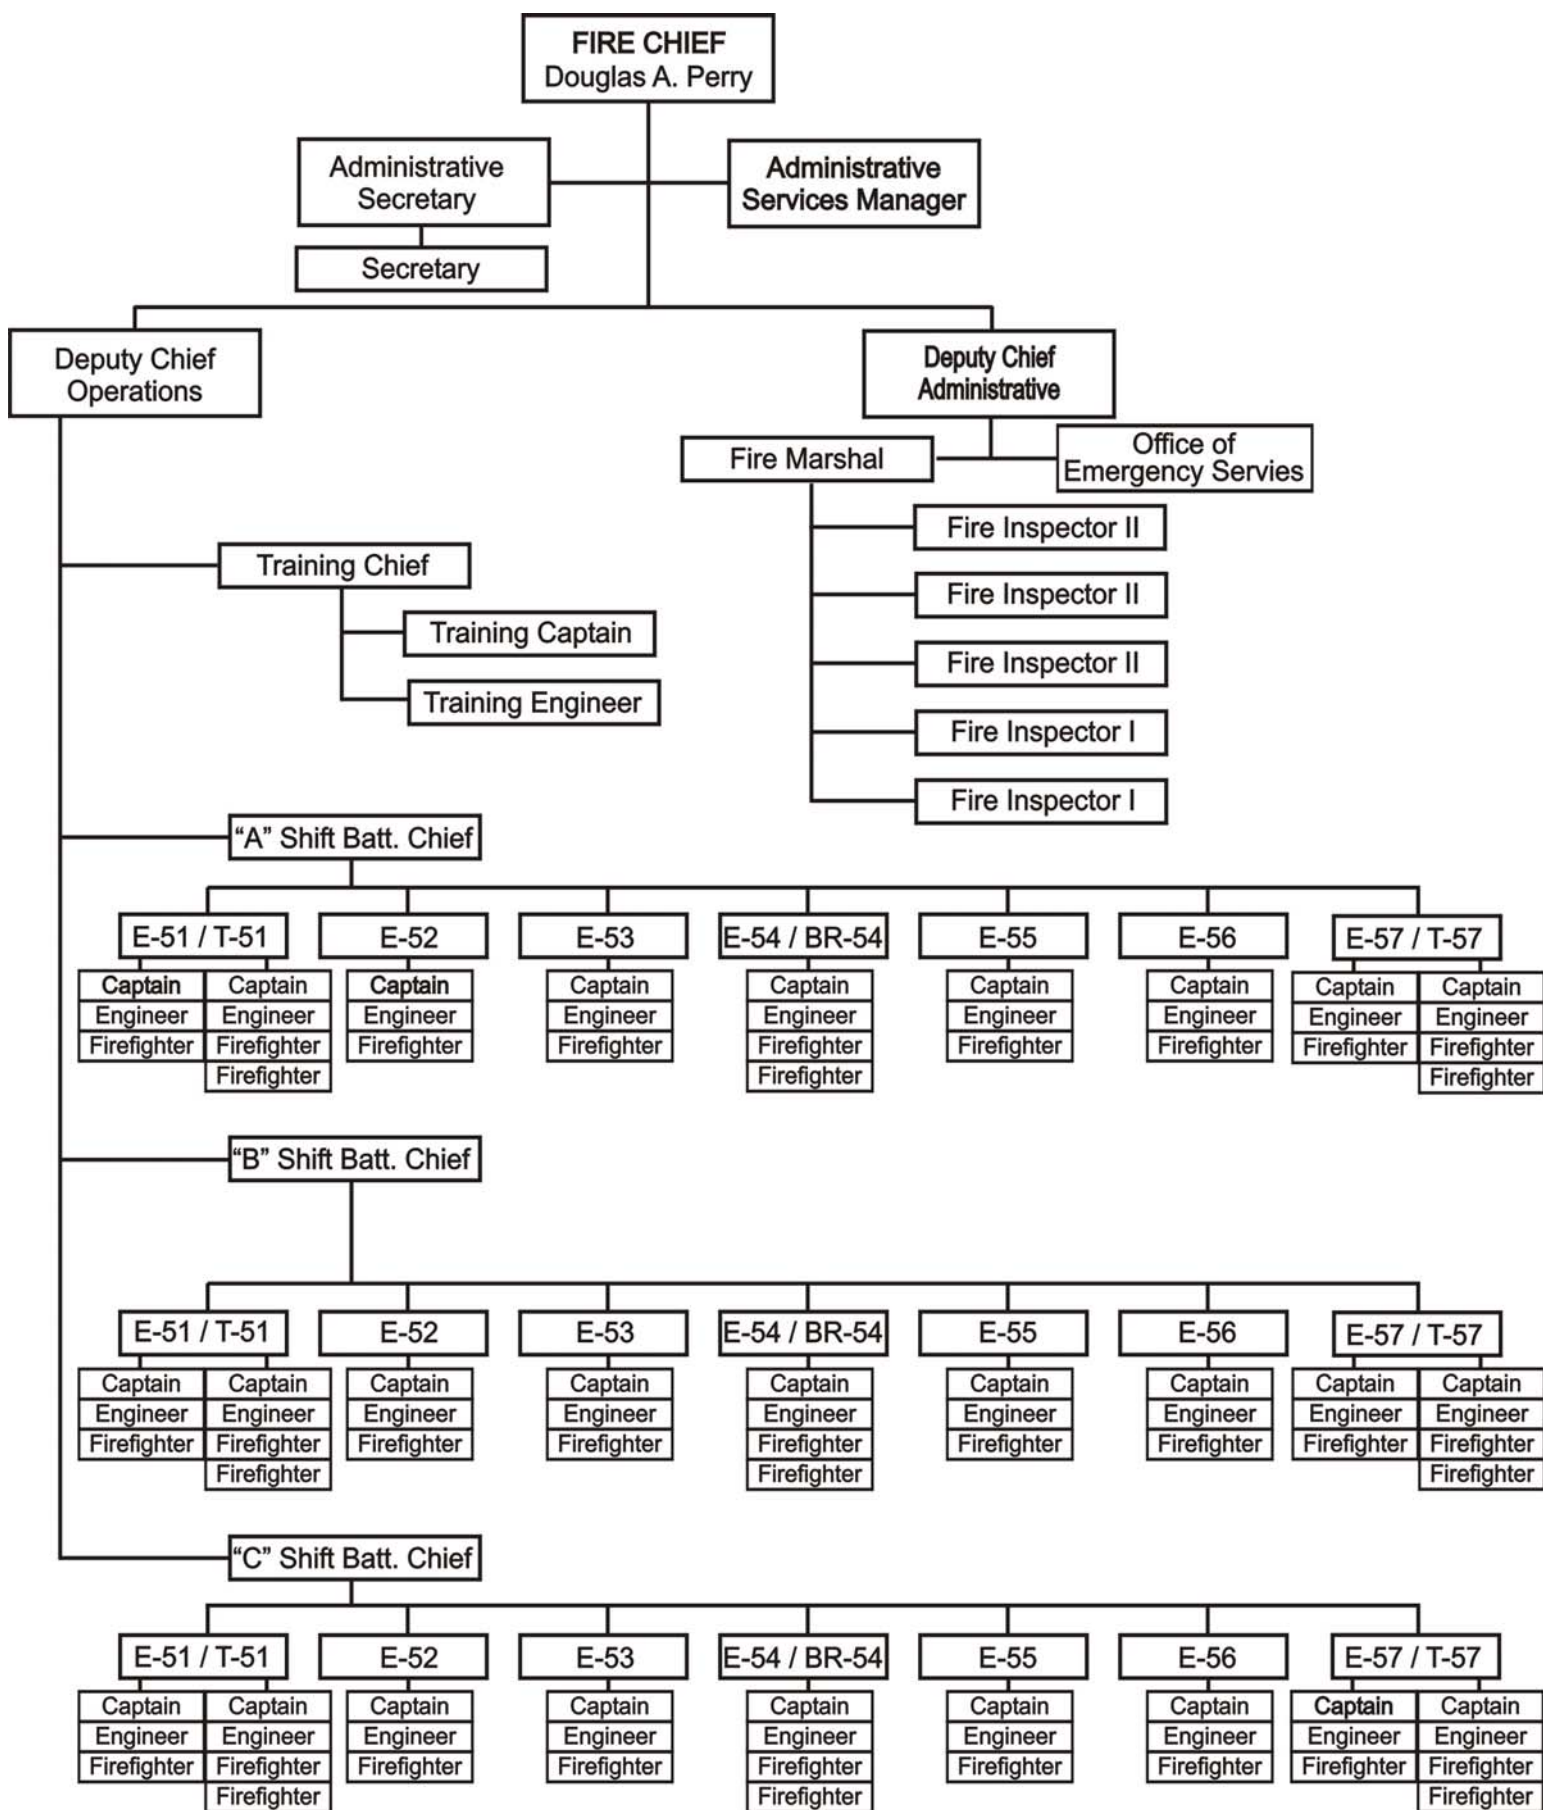 FIRE CHIEF
Douglas A. Perry
Administrative
Secretary
Administrative
Services Manager
Secretary
Deputy Chief
Operations
Deputy Chief
Administrative
Fire Marshal
Office of
Emergency Servies
Fire Inspector II
Training Chief
Fire Inspector II
Training Captain
Fire Inspector II
Training Engineer
Fire Inspector I
Fire Inspector I
“A” Shift Batt. Chief
E-51 / T-51 E-52 E-53 E-54 / BR-54 E-55 E-56 E-57 / T-57
Captain Captain Captain Captain Captain Captain Captain Captain Captain
Engineer Engineer Engineer Engineer Engineer Engineer Engineer Engineer Engineer
Firefighter Firefighter Firefighter Firefighter Firefighter Firefighter Firefighter Firefighter Firefighter
Firefighter Firefighter Firefighter
“B” Shift Batt. Chief
E-51 / T-51 E-52 E-53 E-54 / BR-54 E-55 E-56 E-57 / T-57
Captain Captain Captain Captain Captain Captain Captain Captain Captain
Engineer Engineer Engineer Engineer Engineer Engineer Engineer Engineer Engineer
Firefighter Firefighter Firefighter Firefighter Firefighter Firefighter Firefighter Firefighter Firefighter
Firefighter Firefighter Firefighter
“C” Shift Batt. Chief
E-51 / T-51 E-52 E-53 E-54 / BR-54 E-55 E-56 E-57 / T-57
Captain Captain Captain Captain Captain Captain Captain Captain Captain
Engineer Engineer Engineer Engineer Engineer Engineer Engineer Engineer Engineer
Firefighter Firefighter Firefighter Firefighter Firefighter Firefighter Firefighter Firefighter Firefighter
Firefighter Firefighter Firefighter